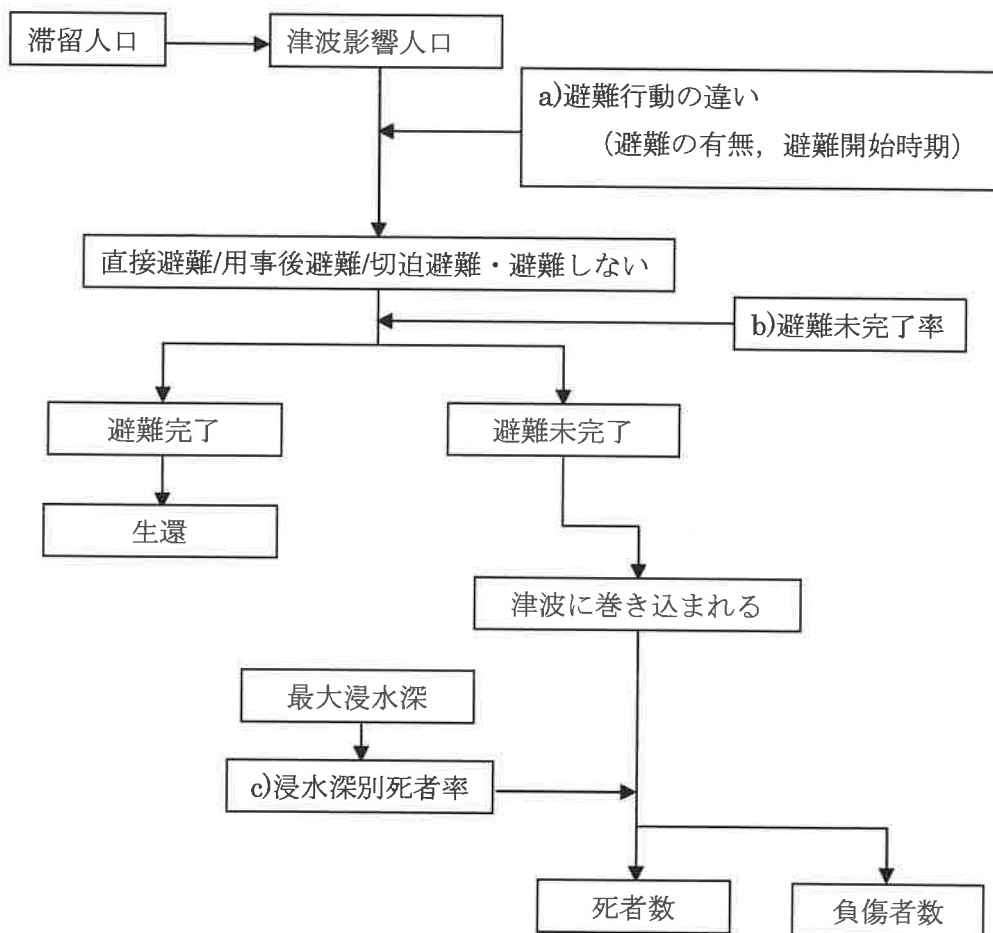 滞留人口
津波影響人口
a)避難行動の違い
（避難の有無，避難開始時期）
直接避難/用事後避難/切迫避難・避難しない
b)避難未完了率
避難完了
避難未完了
生還
津波に巻き込まれる
最大浸水深
c)浸水深別死者率
死者数
負傷者数